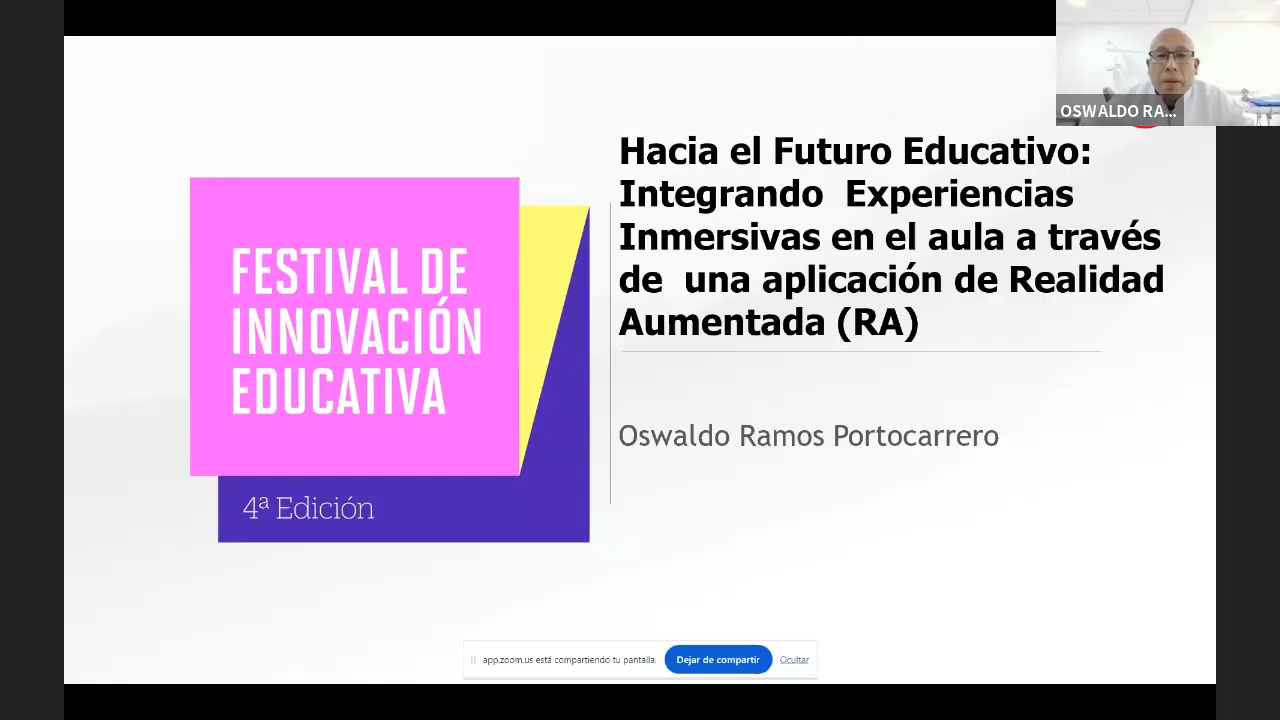 OSWALDO RA...
Hacia el Futuro Educativo:
Integrando Experiencias
Inmersivas en el aula a través
de una aplicación de Realidad
Aumentada (RA)
FESTIVAL DE
INNOVACIÓN
EDUCATIVA
4ª Edición
Oswaldo Ramos Portocarrero
app.zoom.us está compartiendo tu pantalla. Dejar de compartir Ocultar